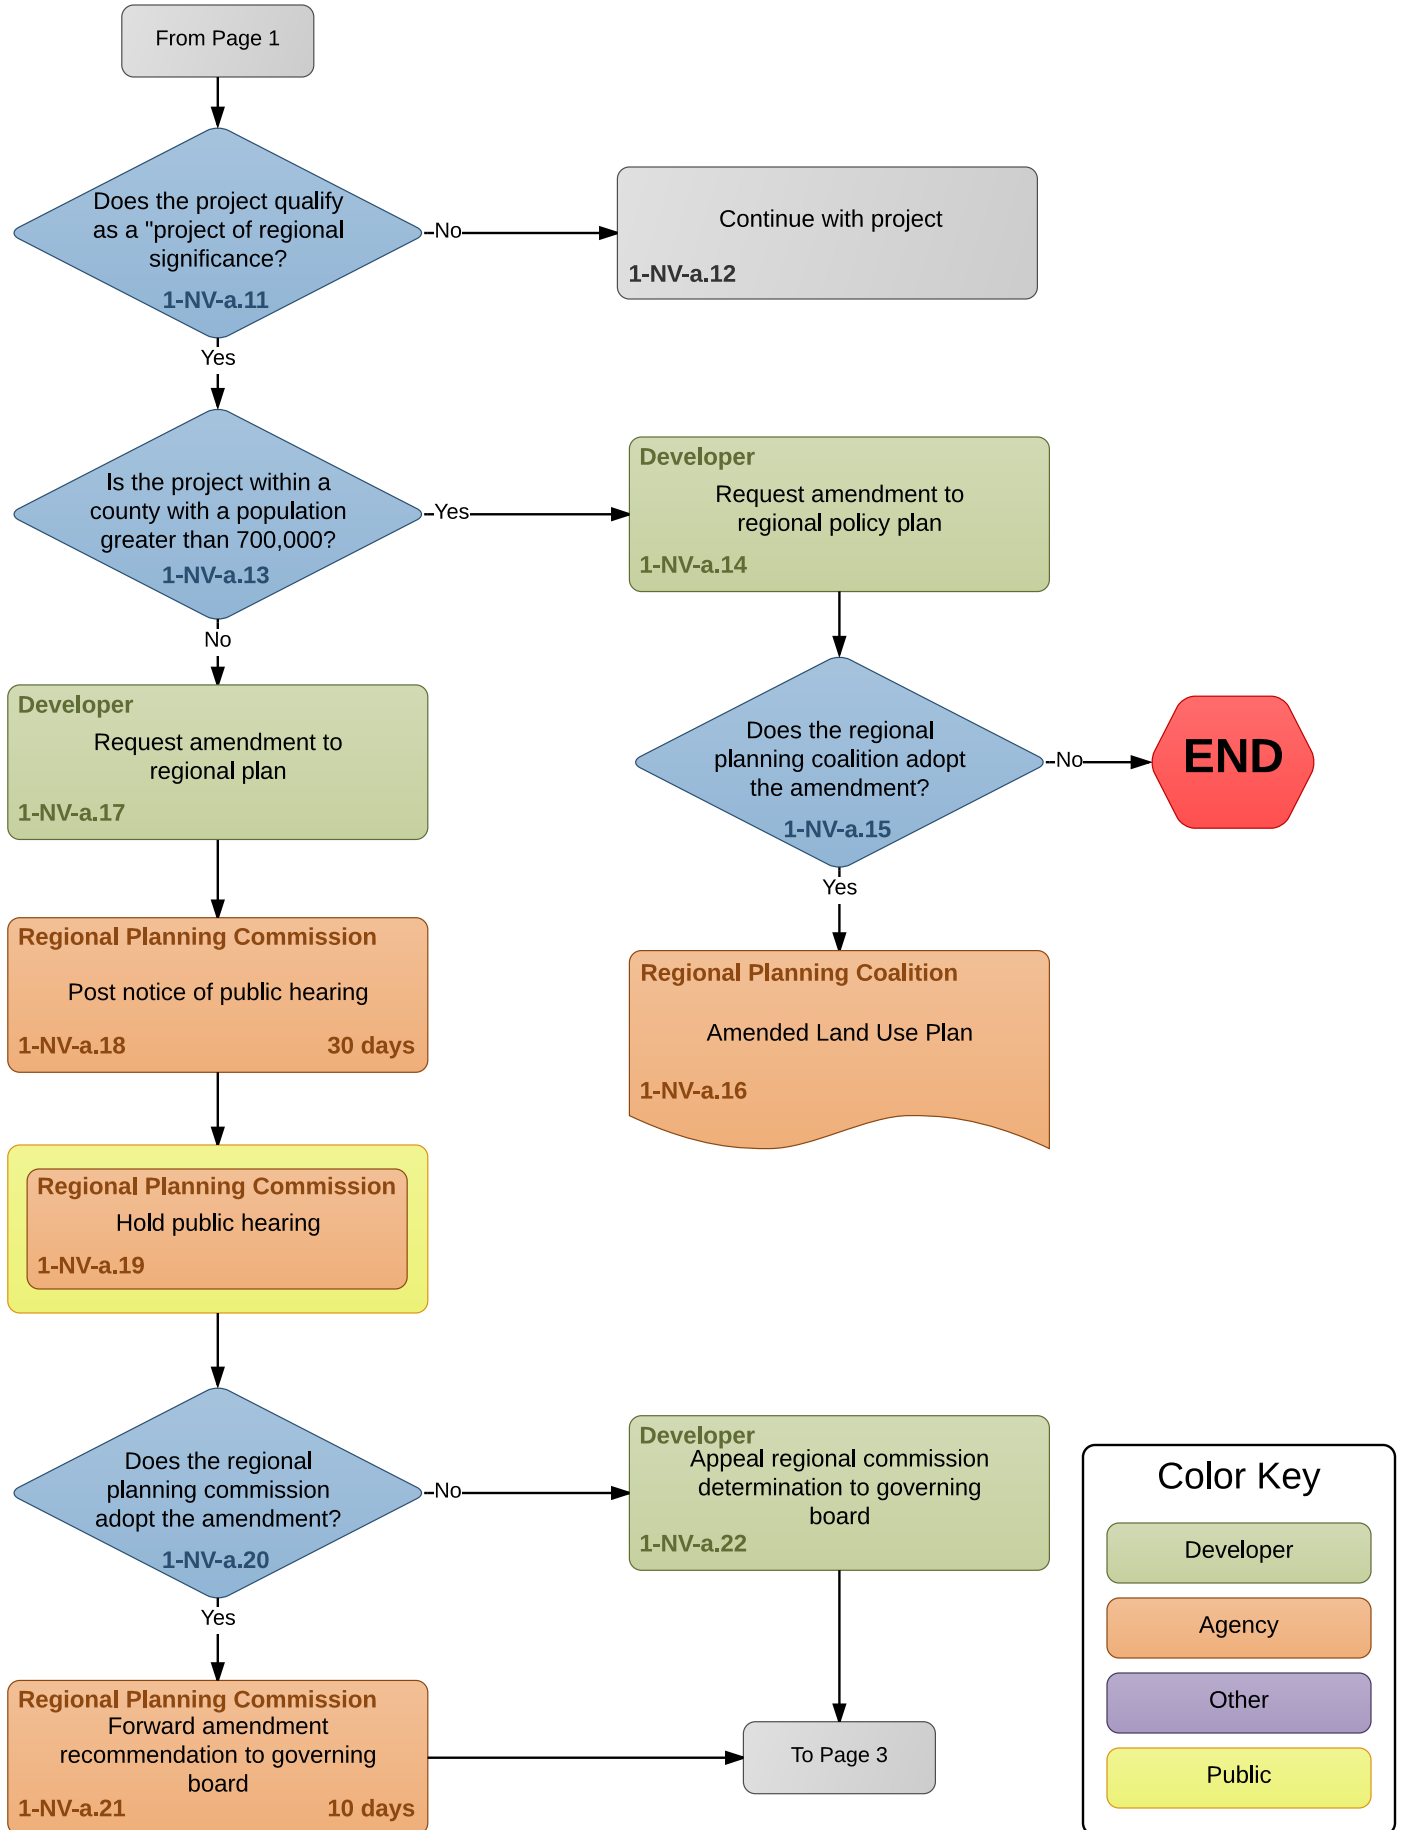 From Page 1
Does the project qualify
as a "project of regional
significance?
1-NV-a.11
No
Continue with project
1-NV-a.12
Yes
Is the project within a
county with a population
greater than 700,000?
1-NV-a.13
Yes
Developer
Request amendment to
regional policy plan
1-NV-a.14
No
Developer
Request amendment to
regional plan
1-NV-a.17
Does the regional
planning coalition adopt
the amendment?
1-NV-a.15
No
END
Yes
Regional Planning Commission
Post notice of public hearing
1-NV-a.18
30 days
Regional Planning Coalition
Amended Land Use Plan
1-NV-a.16
Regional Planning Commission
Hold public hearing
1-NV-a.19
Does the regional
planning commission
adopt the amendment?
1-NV-a.20
No
Developer
Appeal regional commission
determination to governing
board
1-NV-a.22
Yes
Regional Planning Commission
Forward amendment
recommendation to governing
board
1-NV-a.21
10 days
To Page 3
Color Key
Developer
Agency
Other
Public